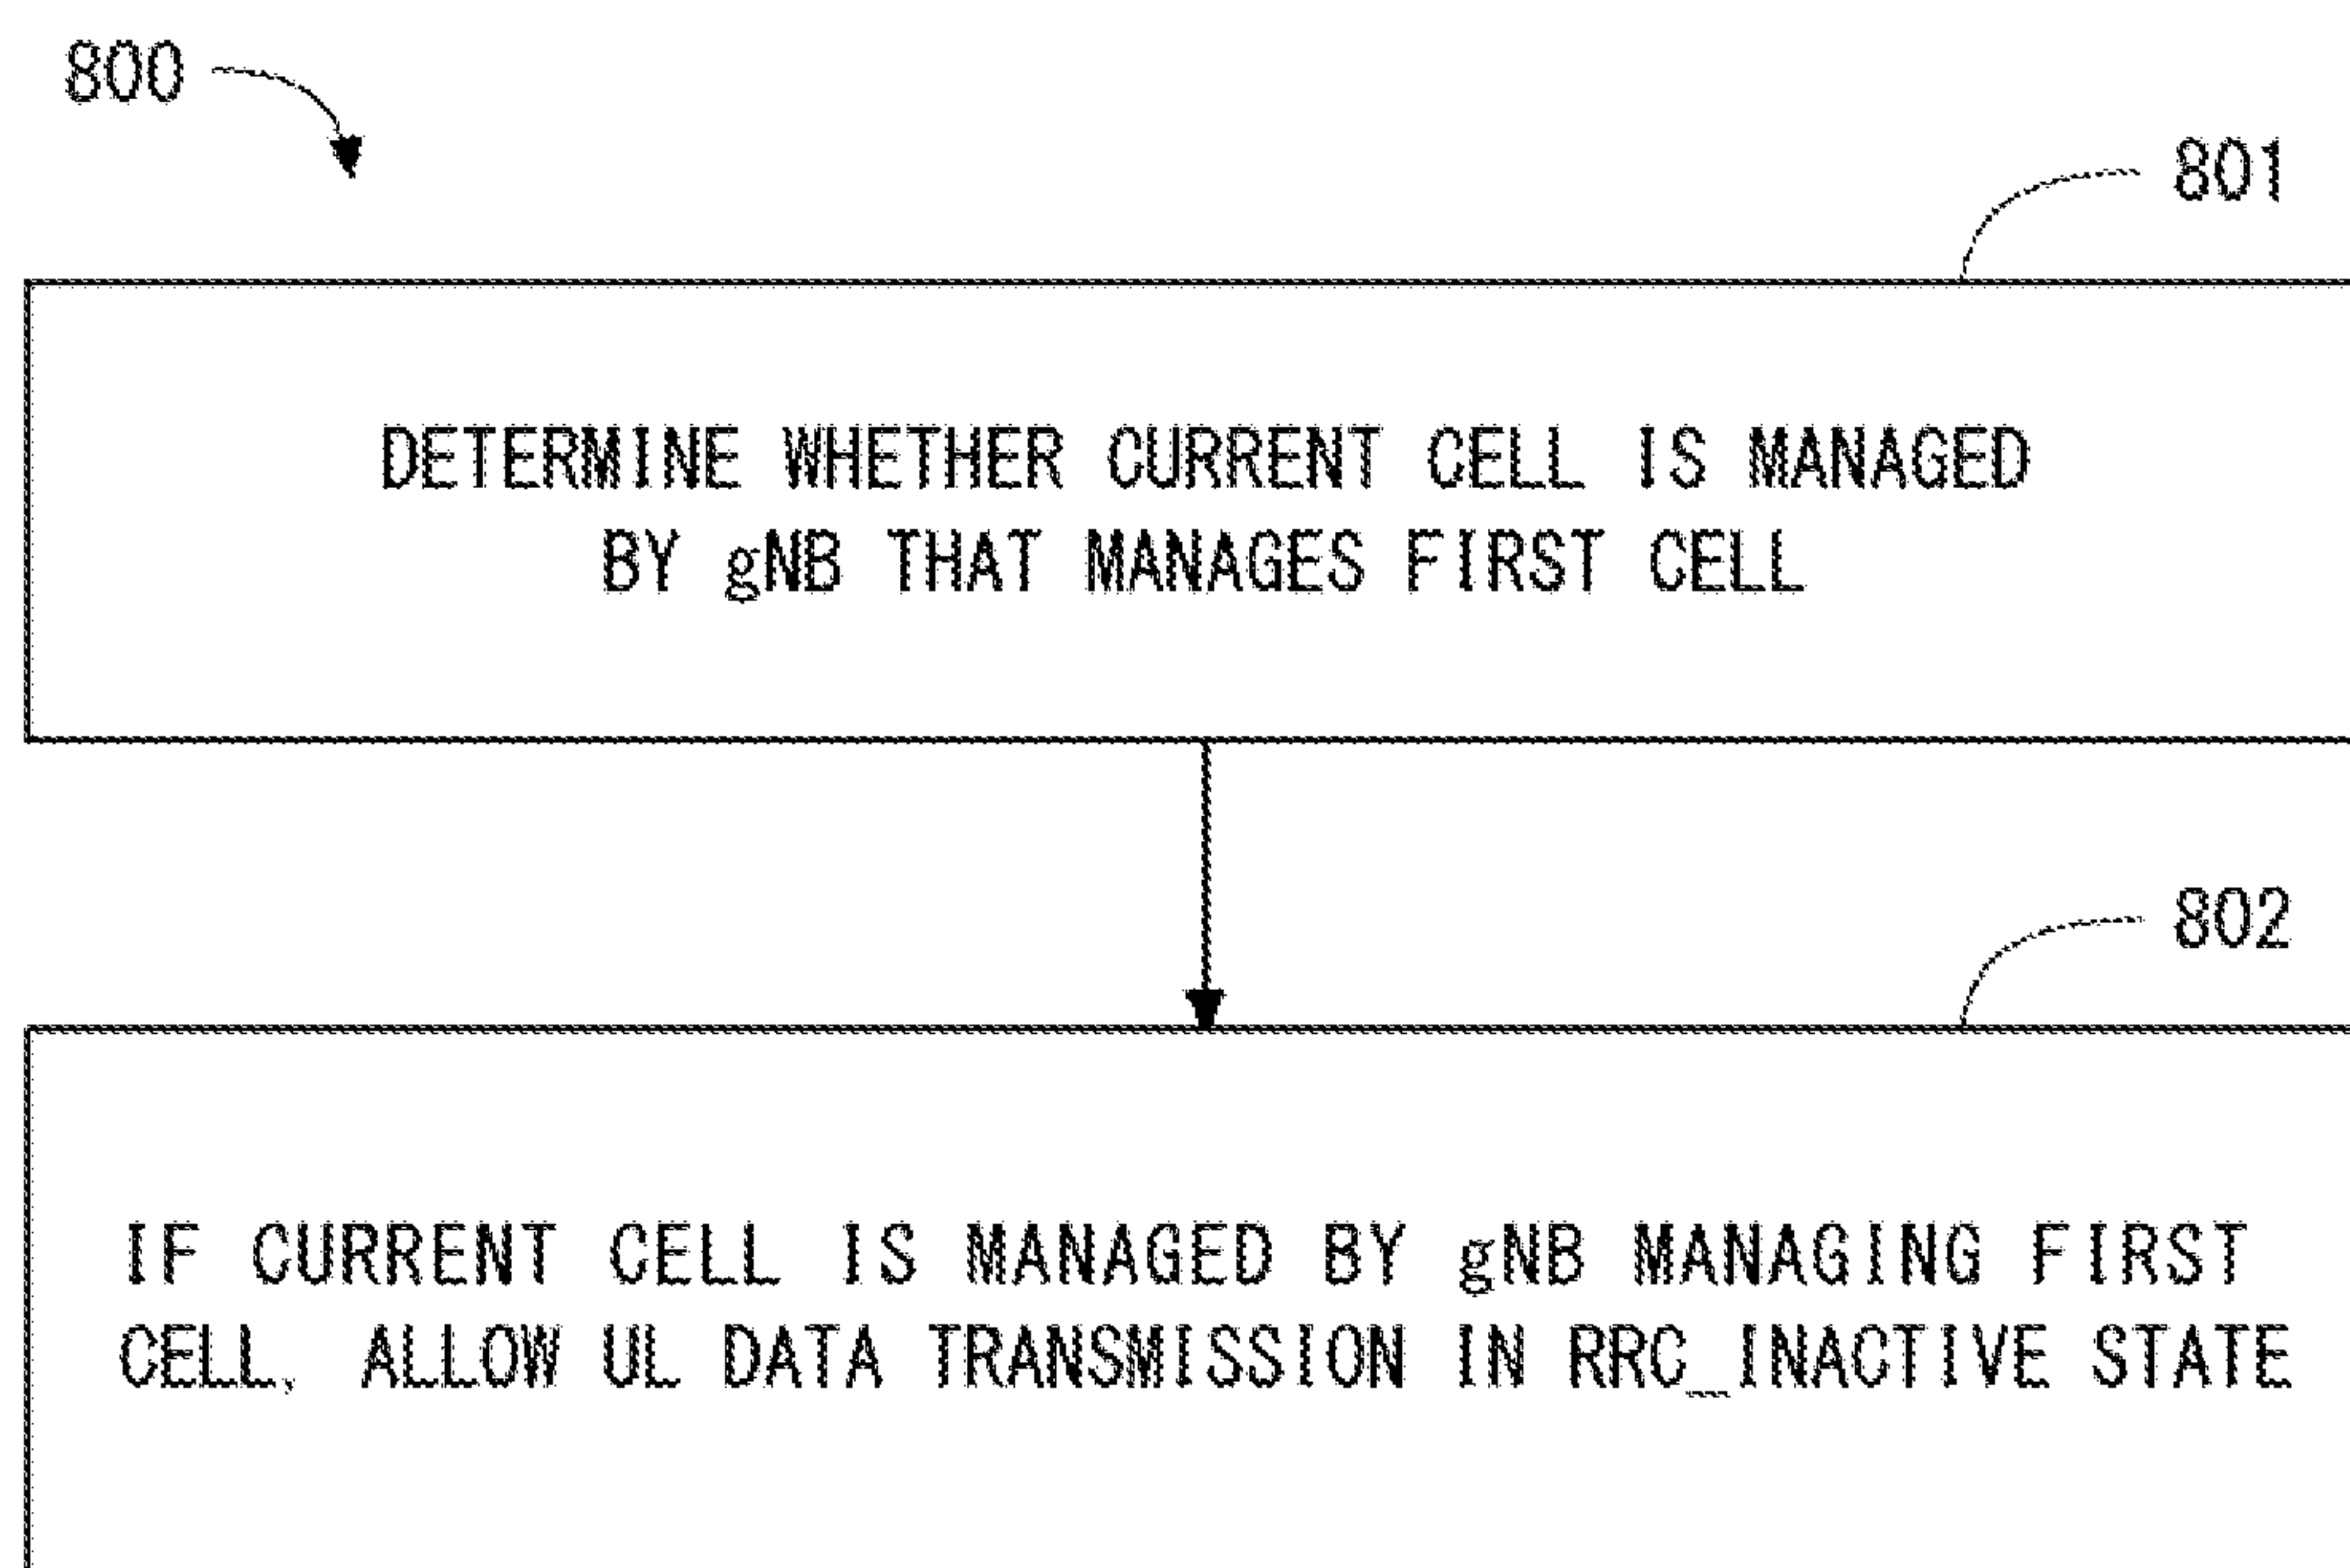 800
801
DETERMINE WHETHER CURRENT CELL IS MANAGED
BY gNB THAT MANAGES FIRST CELL
802
IF CURRENT CELL IS MANAGED BY gNB MANAGING FIRST
CELL, ALLOW UL DATA TRANSMISSION IN RRC_INACTIVE STATE